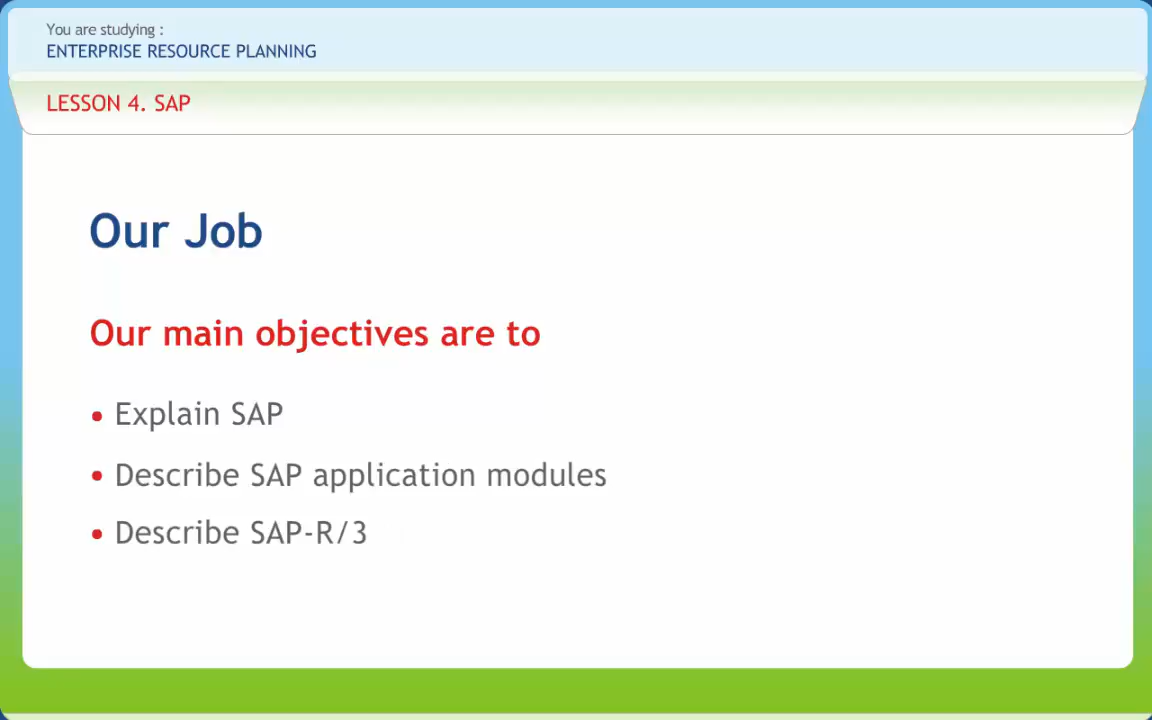 You are studying :
ENTERPRISE RESOURCE PLANNING
LESSON 4. SAP
Our Job
Our main objectives are to
• Explain SAP
• Describe SAP application modules
• Describe SAP-R/3